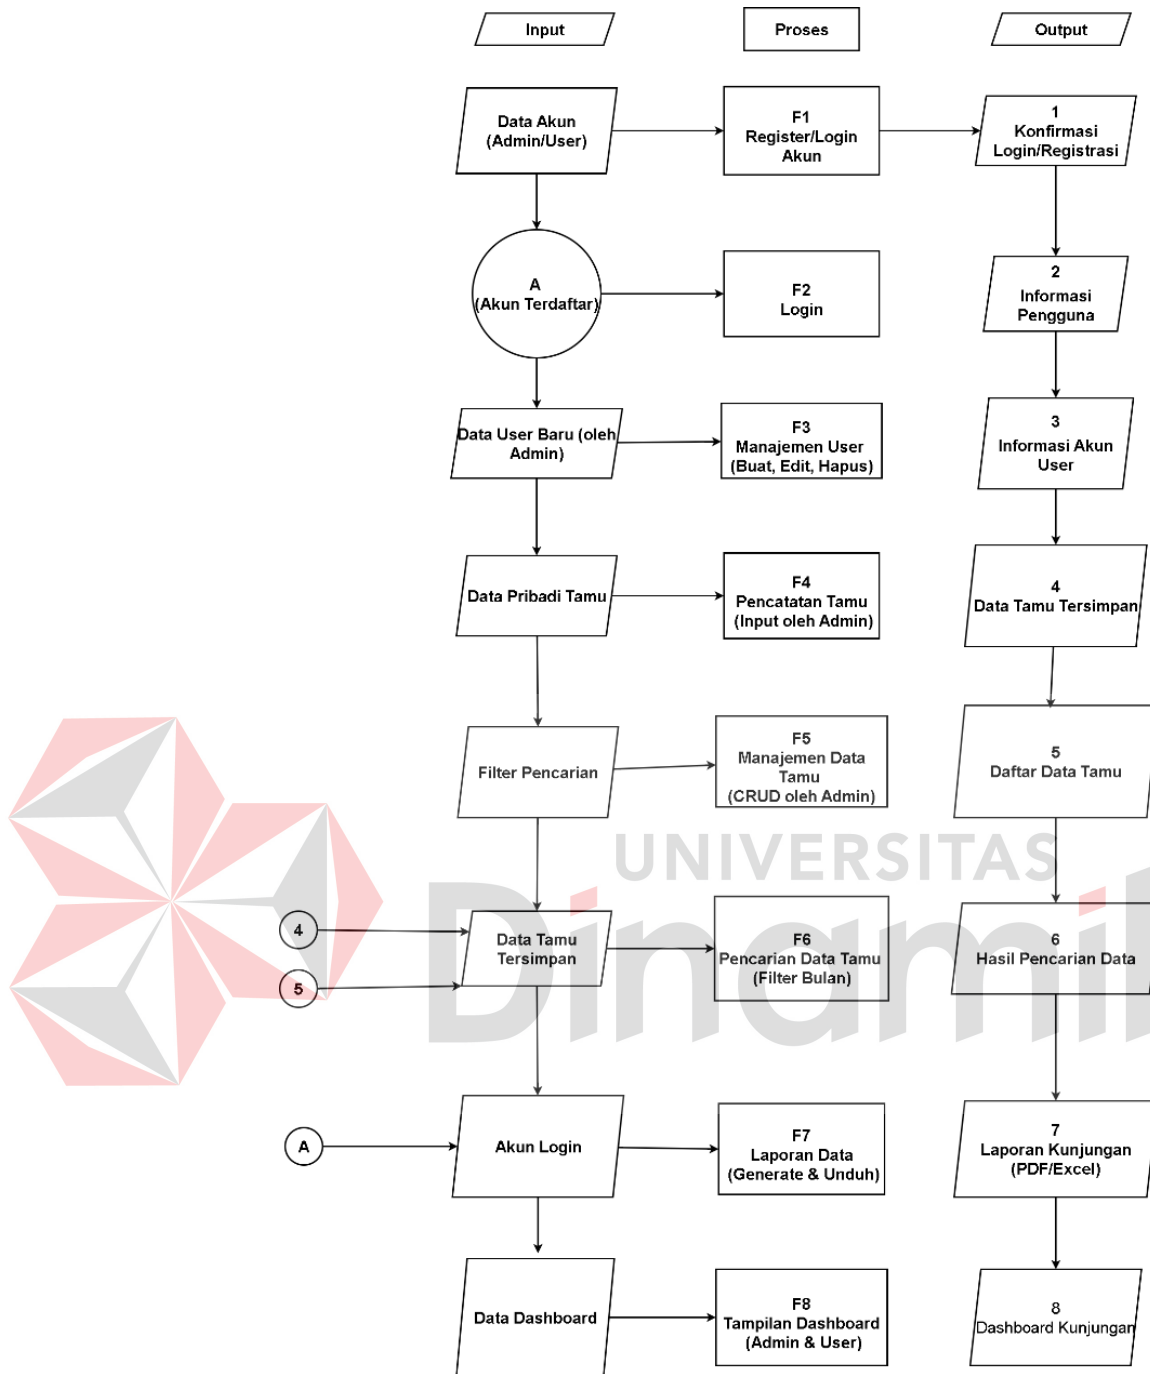 Input
Proses
Output
Data Akun
(Admin/User)
F1
Register/Login
Akun
1
Konfirmasi
Login/Registrasi
A
(Akun Terdaftar)
F2
Login
2
Informasi
Pengguna
Data User Baru (oleh
Admin)
F3
Manajemen User
(Buat, Edit, Hapus)
3
Informasi Akun
User
Data Pribadi Tamu
F4
Pencatatan Tamu
(Input oleh Admin)
4
Data Tamu Tersimpan
Filter Pencarian
F5
Manajemen Data
Tamu
(CRUD oleh Admin)
5
Daftar Data Tamu
UNIVERSITAS
Dinamil
4
5
Data Tamu
Tersimpan
F6
Pencarian Data Tamu
(Filter Bulan)
6
Hasil Pencarian Data
A
Akun Login
F7
Laporan Data
(Generate & Unduh)
7
Laporan Kunjungan
(PDF/Excel)
Data Dashboard
F8
Tampilan Dashboard
(Admin & User)
8
Dashboard Kunjungan